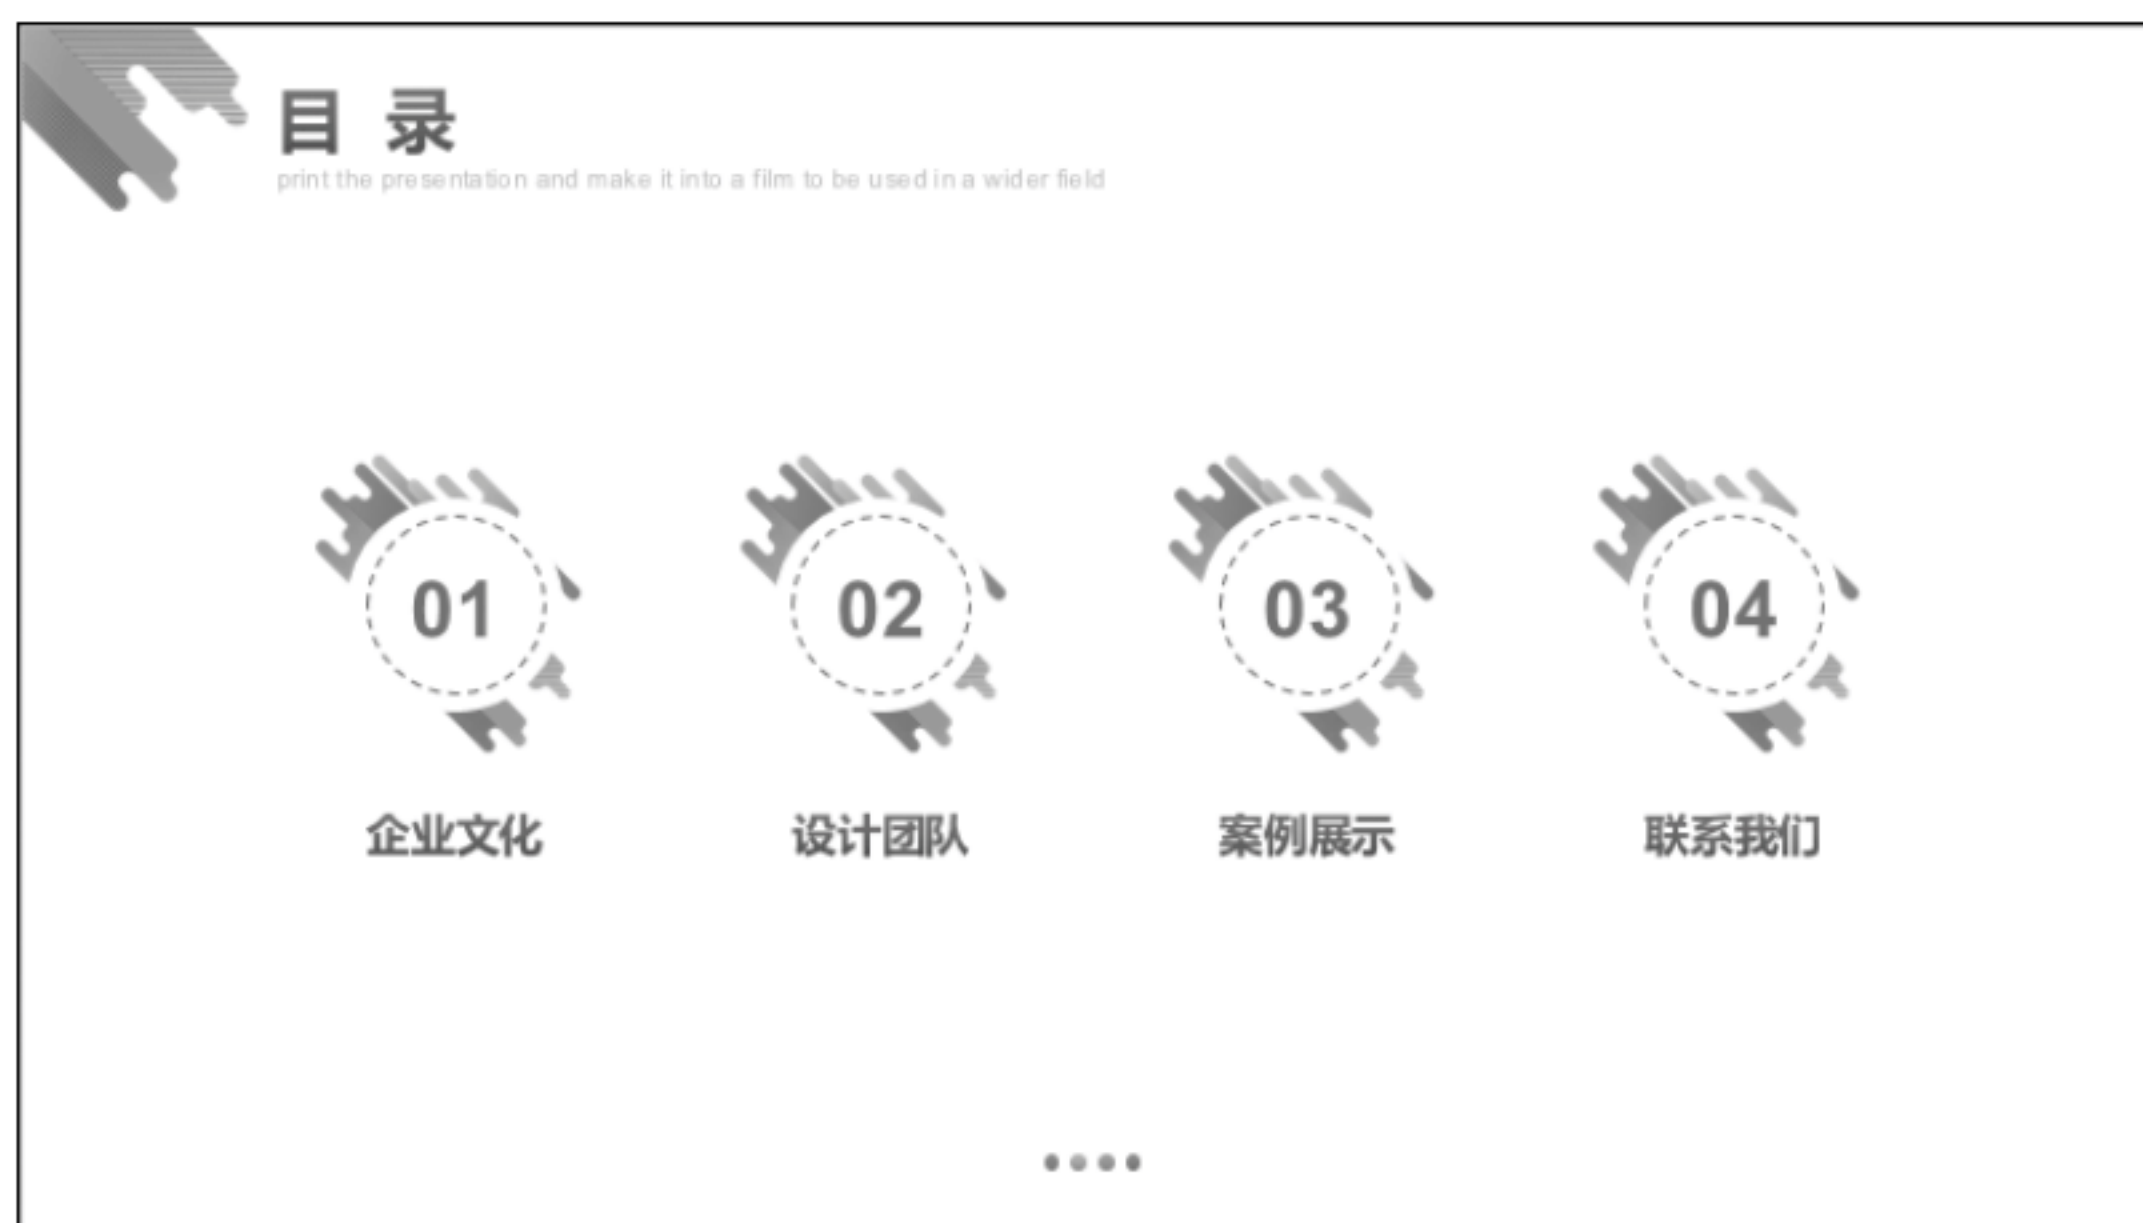 目 录
print the presentation and make it into a film to be used in a wider field
01
02
03
04
企业文化
设计团队
案例展示
联系我们